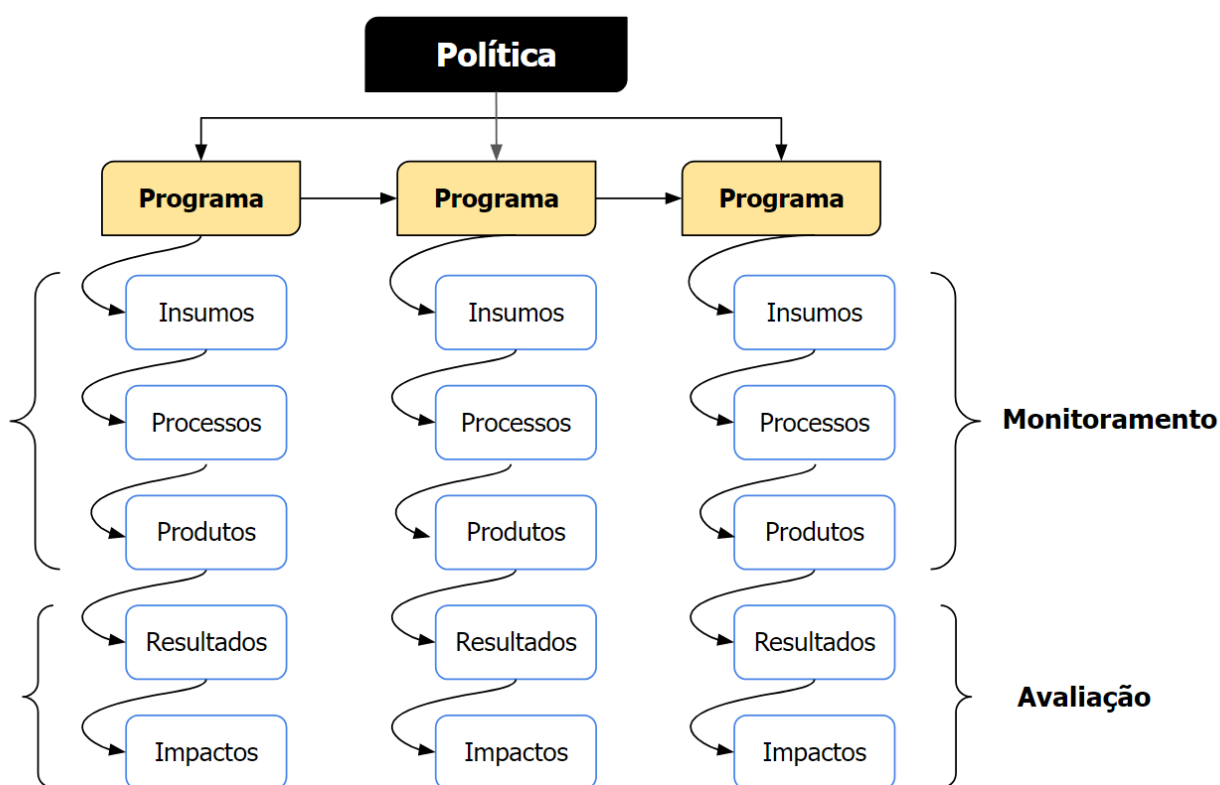 Política
Programa
Programa
Programa
Insumos
Insumos
Insumos
Processos
Processos
Processos
Monitoramento
Produtos
Produtos
Produtos
Resultados
Resultados
Resultados
Avaliação
Impactos
Impactos
Impactos